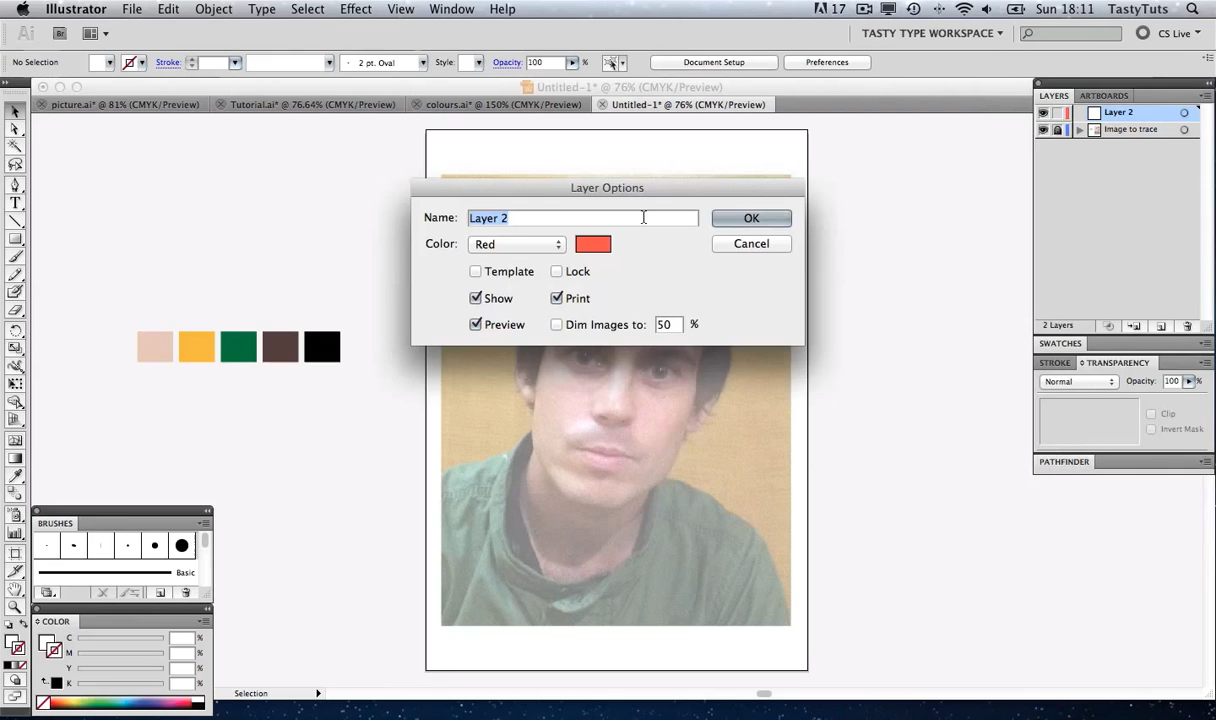 Illustrator File Edit Object Type Select Effect View Window Help 17 Sun 18:11 TastyTuts
Ai Br TASTY TYPE WORKSPACE CS Live
No Selection Stroke: 2 pt. Oval Style: Opacity: 100 % Document Setup Preferences
Untitled-1* @ 76% (CMYK/Preview)
picture.ai* @ 81% (CMYK/Preview) Tutorial.ai* @ 76.64% (CMYK/Preview) colours.ai* @ 150% (CMYK/Preview) Untitled-1* @ 76% (CMYK/Preview)
LAYERS ARTBOARDS
Layer 2
Image to trace
Layer Options
Name: Layer 2 OK
Color: Red Cancel
Template Lock
Show Print
Preview Dim Images to: 50 %
2 Layers
SWATCHES
STROKE TRANSPARENCY
Normal Opacity: 100 %
Clip
Invert Mask
PATHFINDER
BRUSHES
Basic
COLOR
C %
M %
Y %
K %
Selection